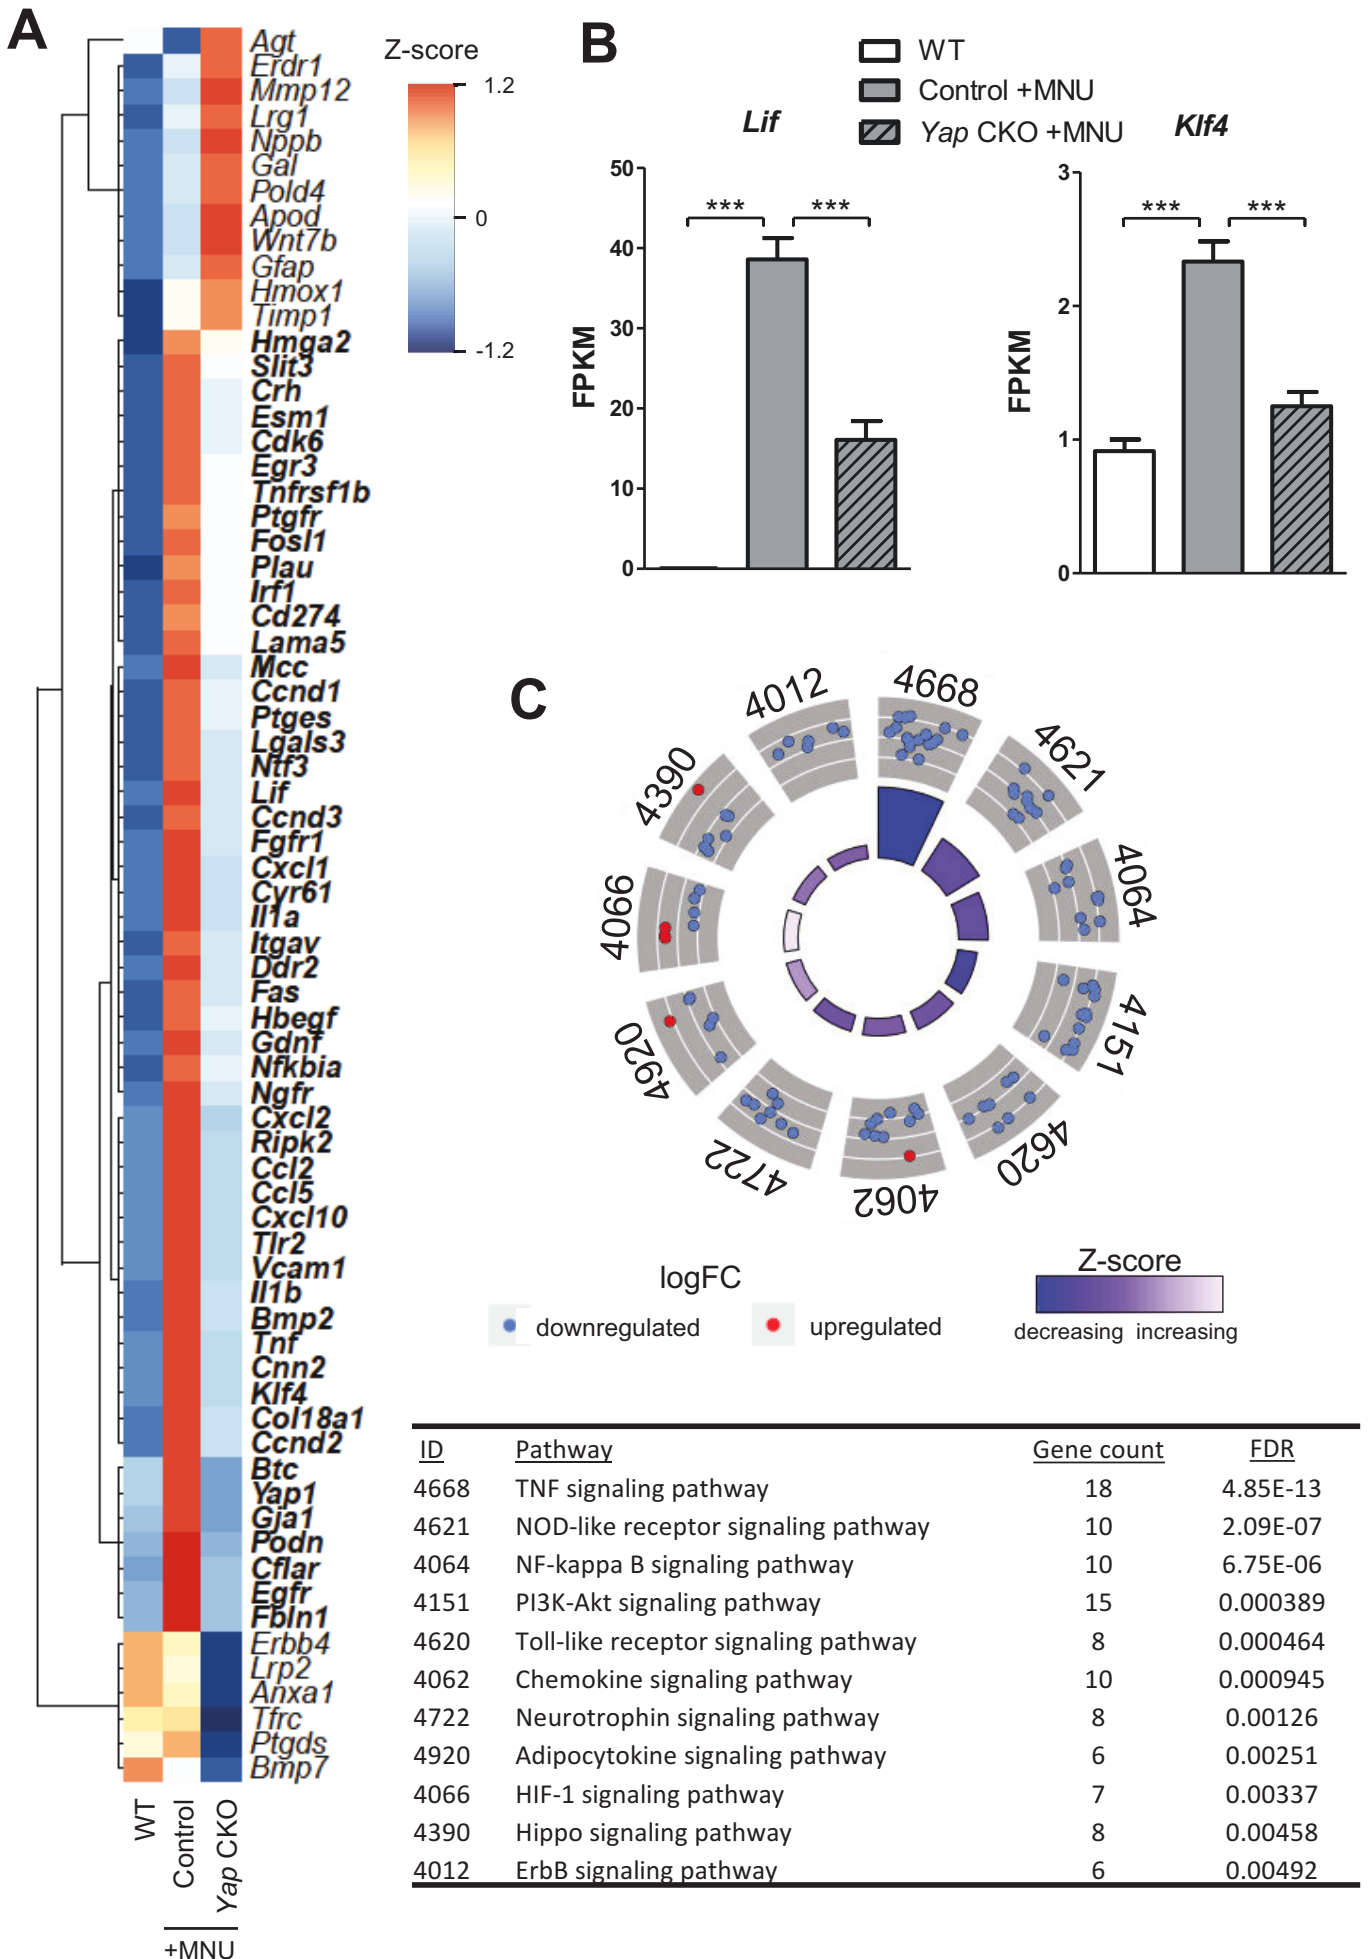 A
Z-score
1.2
0
-1.2
Agt
Erdr1
Mmp12
Lrg1
Nppb
Gal
Pold4
Apod
Wnt7b
Gfap
Hmox1
Timp1
Hmga2
Slit3
Crh
Esm1
Cdk6
Egr3
Tnfrsf1b
Ptgfr
Fosl1
Plau
Irf1
Cd274
Lama5
Mcc
Ccnd1
Ptges
Lgals3
Ntf3
Lif
Ccnd3
Fgfr1
Cxcl1
Cyr61
Il1a
Itgav
Ddr2
Fas
Hbegf
Gdnf
Nfkbia
Ngfr
Cxcl2
Ripk2
Ccl2
Ccl5
Cxcl10
Tlr2
Vcam1
Il1b
Bmp2
Tnf
Cnn2
Klf4
Col18a1
Ccnd2
Btc
Yap1
Gja1
Podn
Cflar
Egfr
Fbln1
Erbb4
Lrp2
Anxa1
Tfrc
Ptgds
Bmp7
WT
Control
Yap CKO
+MNU
B
WT
Control +MNU
Yap CKO +MNU
Lif
FPKM
50
40
30
20
10
0
***
***
Klf4
FPKM
3
2
1
0
***
***
C
4668
4621
4064
4151
4620
4062
4722
4920
4066
4390
4012
logFC
downregulated
upregulated
Z-score
decreasing increasing
ID Pathway Gene count FDR
4668 TNF signaling pathway 18 4.85E-13
4621 NOD-like receptor signaling pathway 10 2.09E-07
4064 NF-kappa B signaling pathway 10 6.75E-06
4151 PI3K-Akt signaling pathway 15 0.000389
4620 Toll-like receptor signaling pathway 8 0.000464
4062 Chemokine signaling pathway 10 0.000945
4722 Neurotrophin signaling pathway 8 0.00126
4920 Adipocytokine signaling pathway 6 0.00251
4066 HIF-1 signaling pathway 7 0.00337
4390 Hippo signaling pathway 8 0.00458
4012 ErbB signaling pathway 6 0.00492